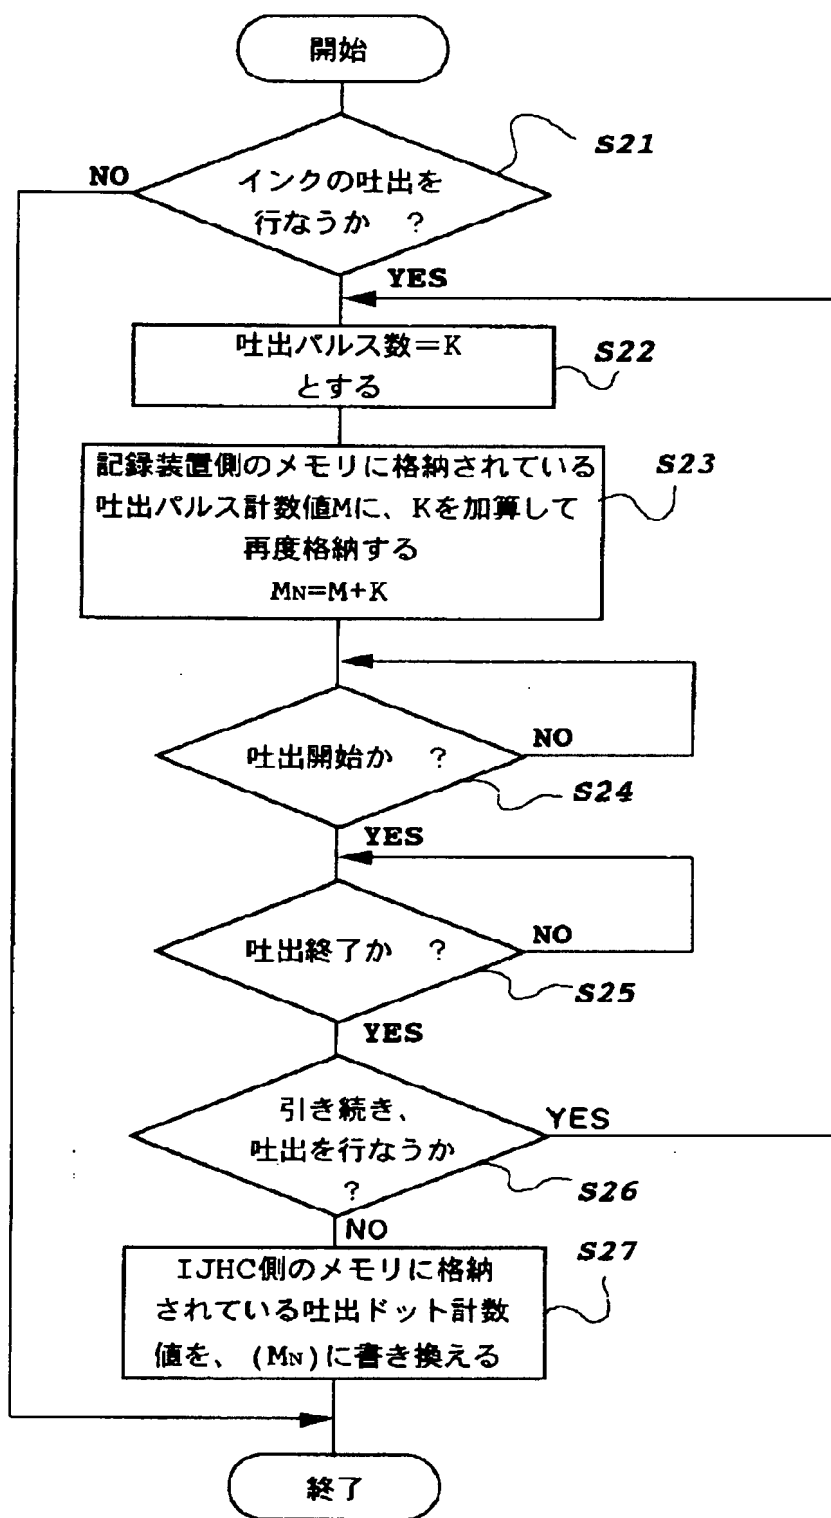 開始
S21
NO
インクの吐出を
行なうか ?
YES
吐出パルス数=K
とする
S22
記録装置側のメモリに格納されている
吐出パルス計数値Mに、Kを加算して
再度格納する
MN=M+K
S23
吐出開始か ?
NO
S24
YES
吐出終了か ?
NO
S25
YES
引き続き、
吐出を行なうか
?
YES
S26
NO
S27
IJHC側のメモリに格納
されている吐出ドット計数
値を、(MN)に書き換える
終了